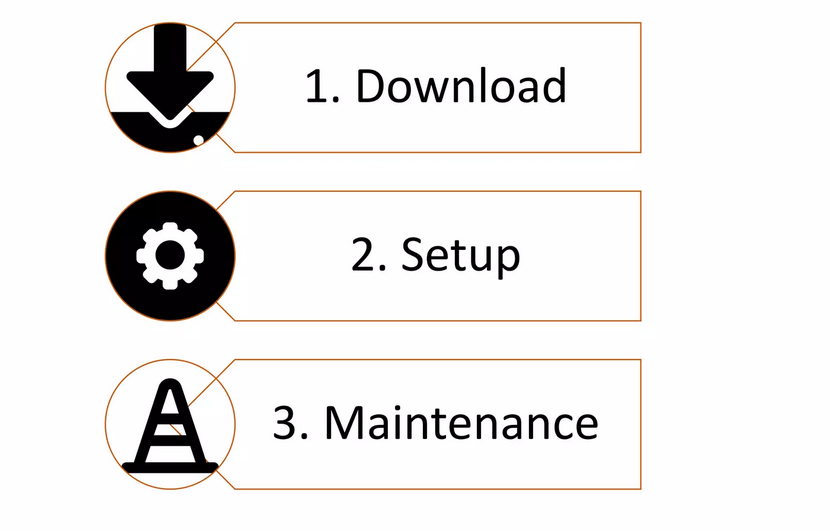 1. Download
2. Setup
3. Maintenance